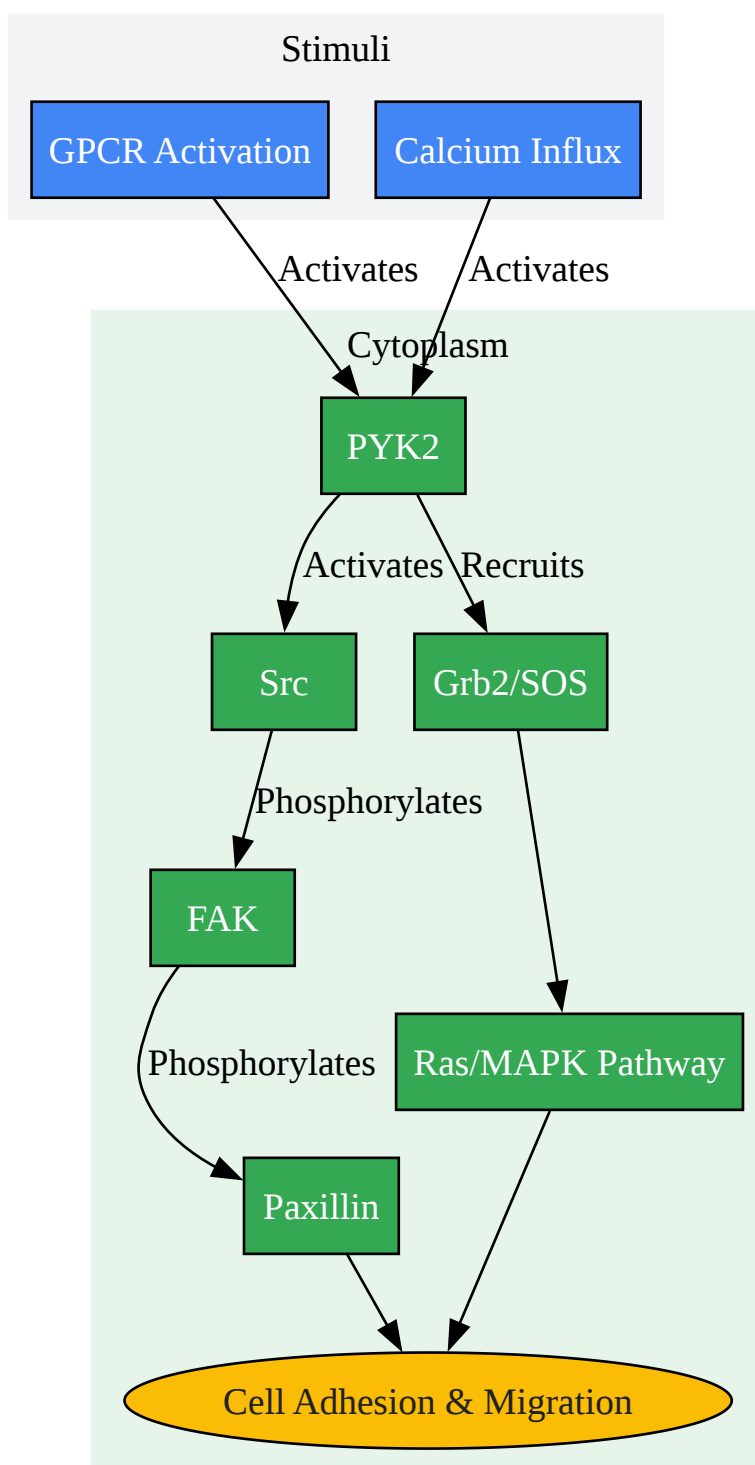 Stimuli
GPCR Activation
Calcium Influx
Activates
Activates
Cytoplasm
PYK2
Activates
Recruits
Src
Grb2/SOS
Phosphorylates
FAK
Phosphorylates
Ras/MAPK Pathway
Paxillin
Cell Adhesion & Migration